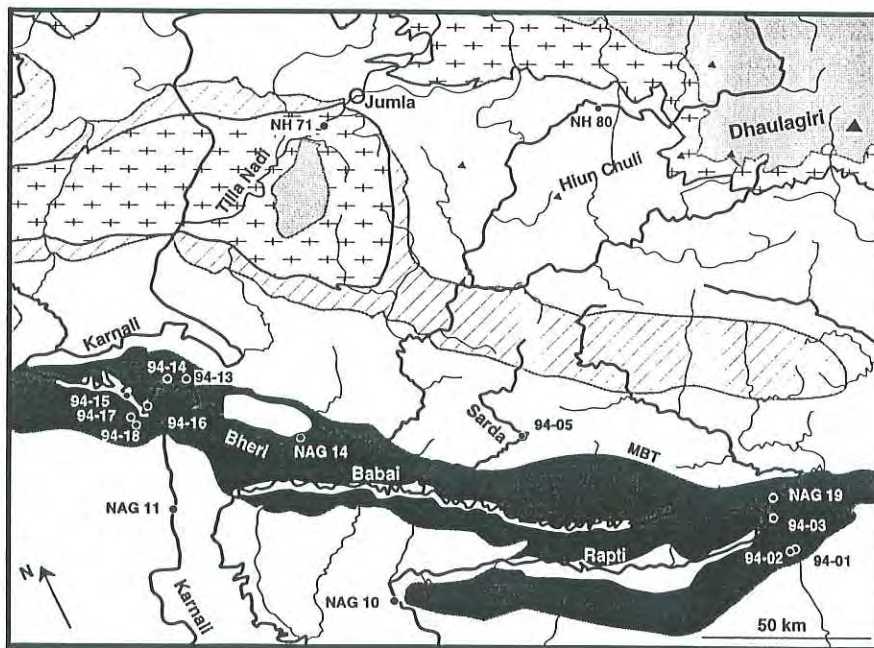 Jumla
NH 71
NH 80
Dhaulagiri
Tilla Nadi
Hiun Chuli
Karnali
94-14
94-13
94-15
94-17
94-16
94-18
Bheri
NAG 14
Sarda
94-05
MBT
Babai
NAG 19
NAG 11
94-03
Rapti
94-02
94-01
N
Karnali
NAG 10
50 km